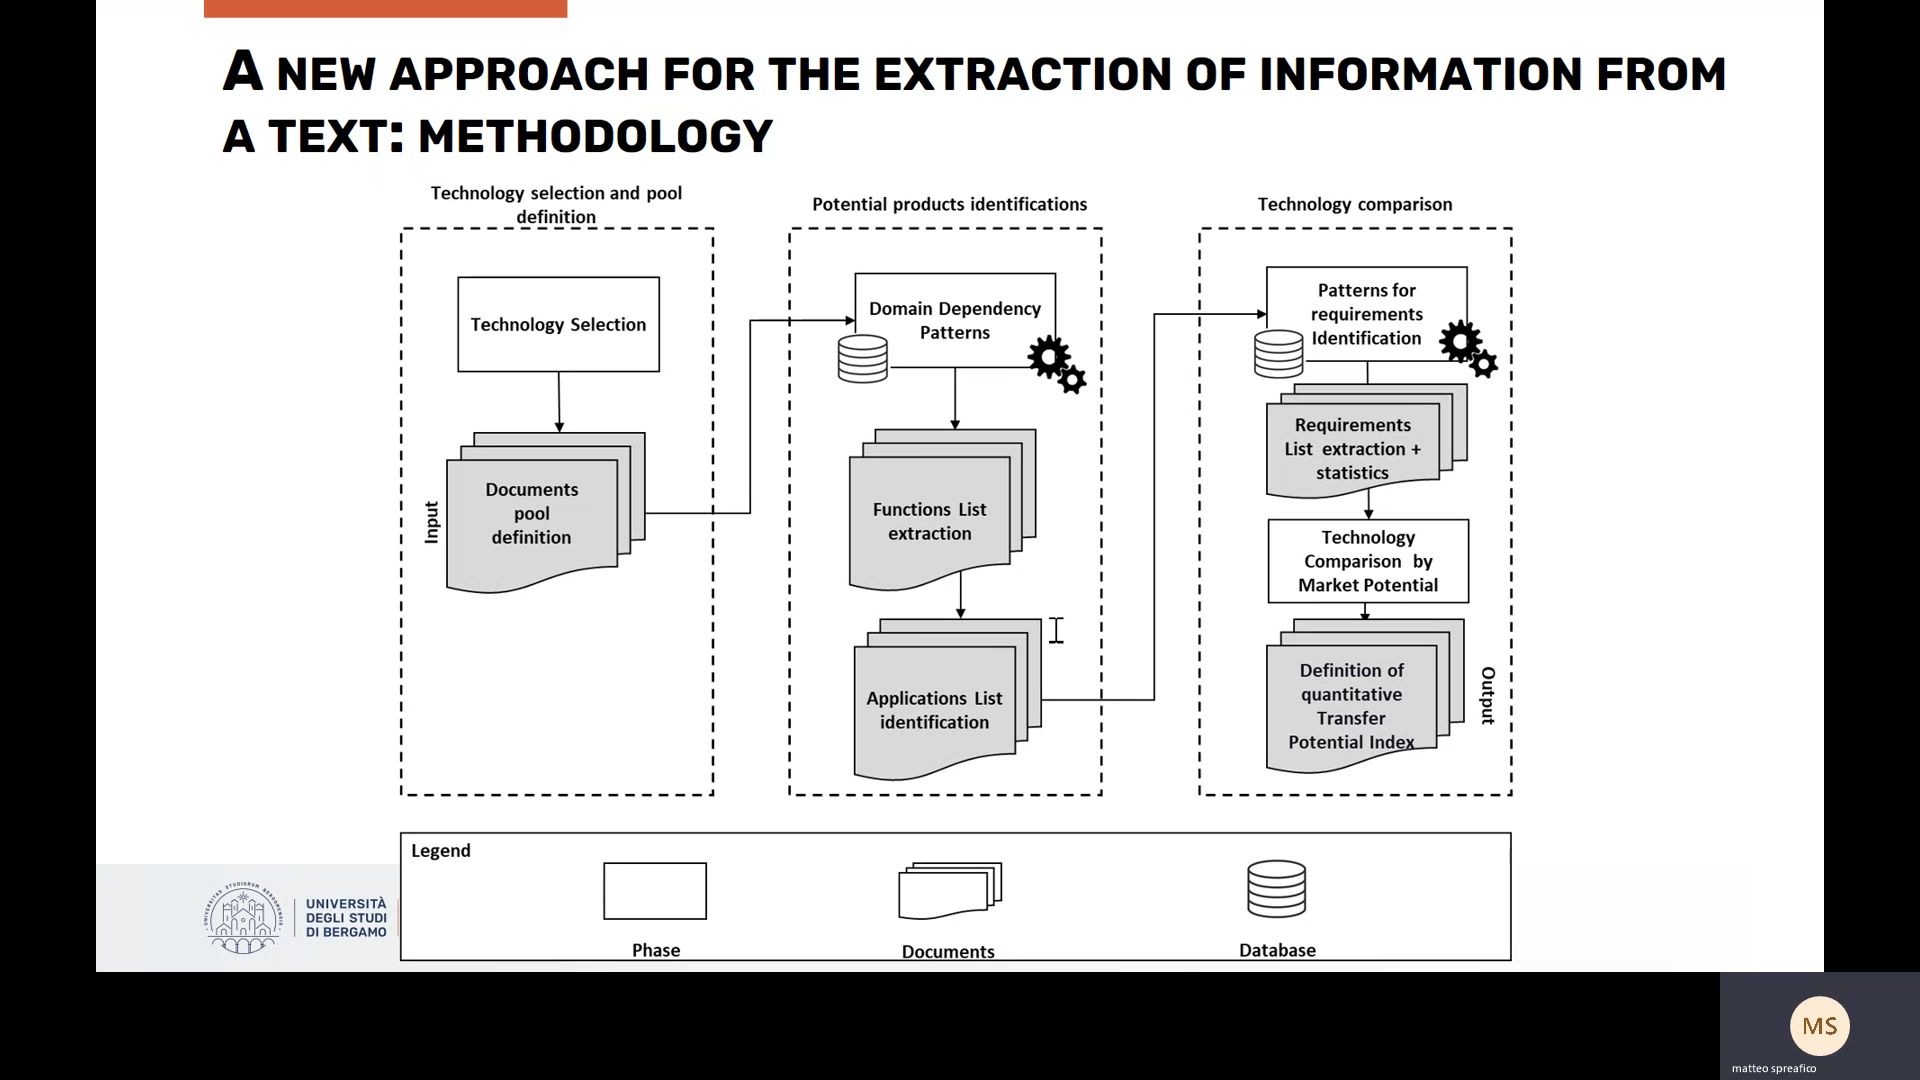 A NEW APPROACH FOR THE EXTRACTION OF INFORMATION FROM
A TEXT: METHODOLOGY
Technology selection and pool
definition
Technology Selection
Input
Documents
pool
definition
Potential products identifications
Domain Dependency
Patterns
Functions List
extraction
Applications List
identification
Technology comparison
Patterns for
requirements
Identification
Requirements
List extraction +
statistics
Technology
Comparison by
Market Potential
Definition of
quantitative
Transfer
Potential Index
Output
Legend
Phase
Documents
Database
UNIVERSITÀ
DEGLI STUDI
DI BERGAMO
MS
matteo spreafico